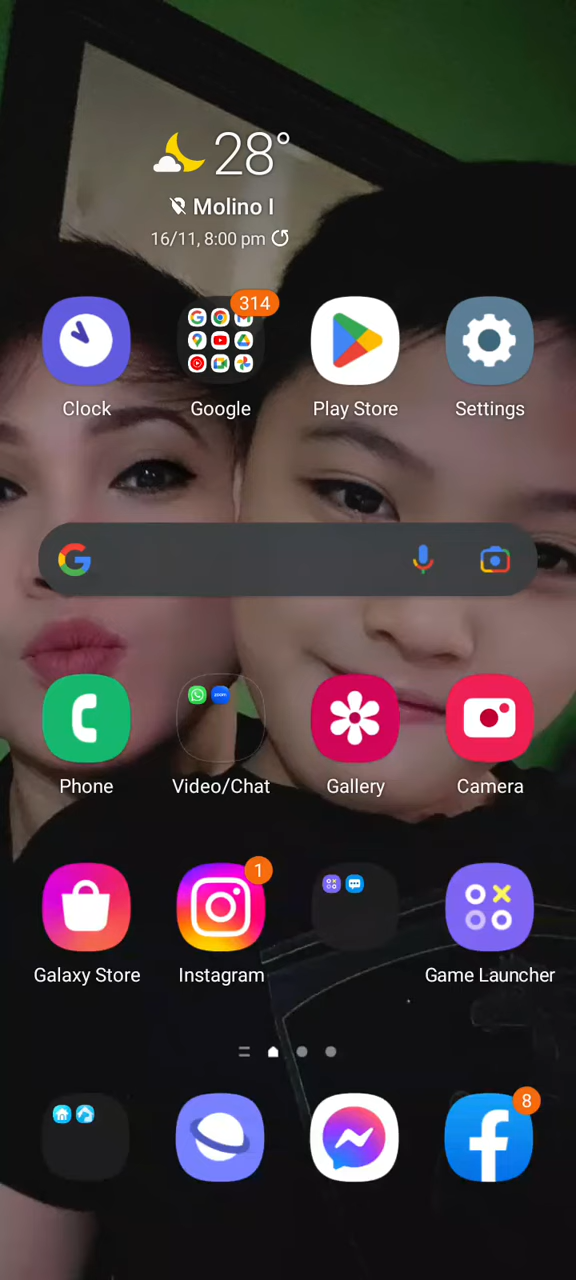 28°
Molino I
16/11, 8:00 pm
314
Clock
Google
Play Store
Settings
Phone
Video/Chat
Gallery
Camera
1
Galaxy Store
Instagram
Game Launcher
8